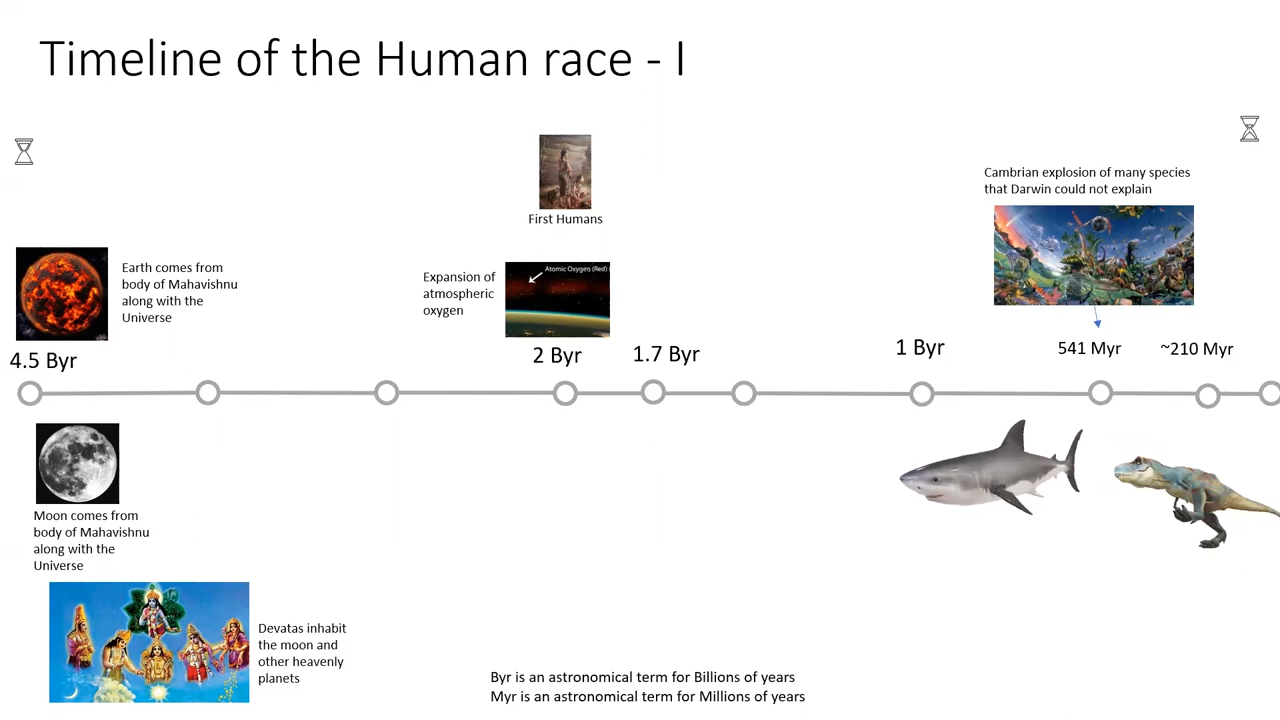 Timeline of the Human race - I
First Humans
Cambrian explosion of many species
that Darwin could not explain
Earth comes from
body of Mahavishnu
along with the
Universe
Expansion of
atmospheric
oxygen
Atomic Oxygen (Red)
4.5 Byr
2 Byr
1.7 Byr
1 Byr
541 Myr
~210 Myr
Moon comes from
body of Mahavishnu
along with the
Universe
Devatas inhabit
the moon and
other heavenly
planets
Byr is an astronomical term for Billions of years
Myr is an astronomical term for Millions of years